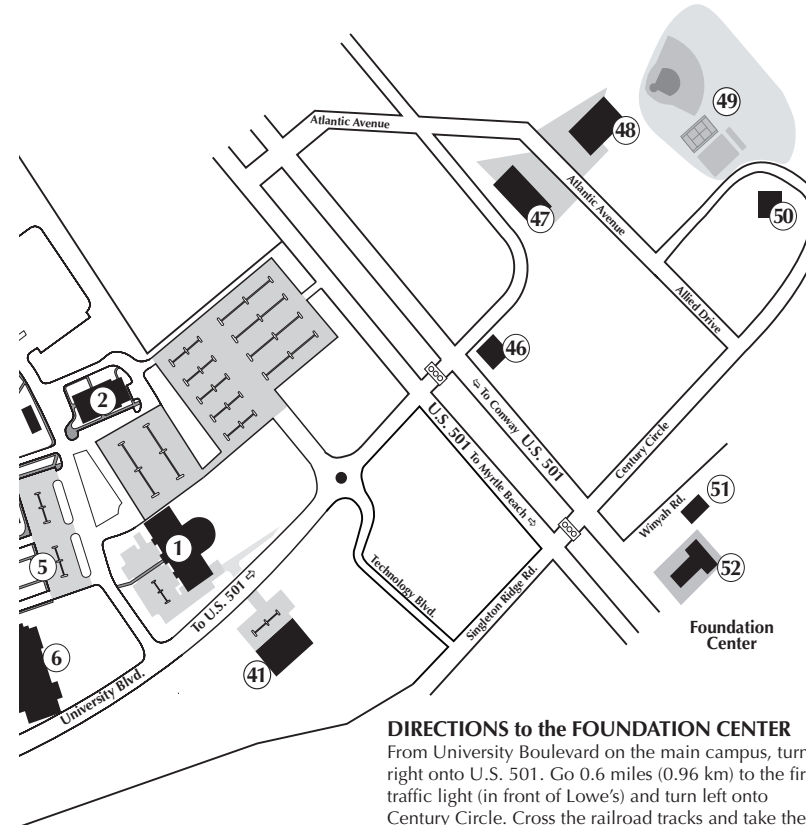 49
Atlantic Avenue
48
Atlantic Avenue
47
50
Allied Drive
46
To Conway U.S. 501
2
U.S. 501 To Myrtle Beach
Century Circle
51
Winyah Rd.
1
5
52
To U.S. 501
Technology Blvd.
Singleton Ridge Rd.
Foundation
Center
6
41
University Blvd.
DIRECTIONS to the FOUNDATION CENTER
From University Boulevard on the main campus, turn
right onto U.S. 501. Go 0.6 miles (0.96 km) to the
traffic light (in front of Lowe's) and turn left onto
Century Circle. Cross the railroad tracks and take the